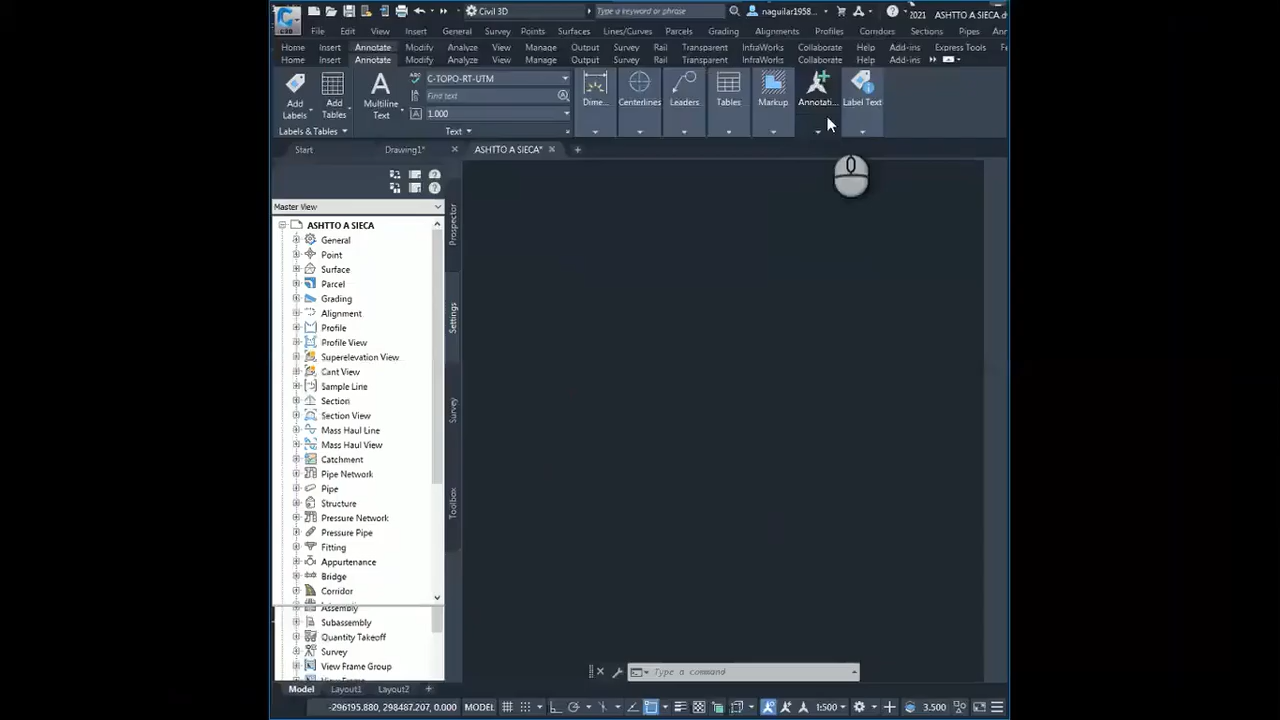 C3D
Civil 3D
Type a keyword or phrase
naguilar1958...
2021
ASHTTO A SIECA.d
File Edit View Insert General Survey Points Surfaces Lines/Curves Parcels Grading Alignments Profiles Corridors Sections Pipes
Home Insert Annotate Modify Analyze View Manage Output Survey Rail Transparent InfraWorks Collaborate Help Add-ins Express Tools
Home Insert Annotate Modify Analyze View Manage Output Survey Rail Transparent InfraWorks Collaborate Help Add-ins
Add Labels
Add Tables
Multiline Text
C-TOPO-RT-UTM
Find text
1.000
Dime...
Centerlines
Leaders
Tables
Markup
Annotati...
Label Text
Labels & Tables
Text
Start
Drawing1*
ASHTTO A SIECA*
Master View
ASHTTO A SIECA
General
Point
Surface
Parcel
Grading
Alignment
Profile
Profile View
Superelevation View
Cant View
Sample Line
Section
Section View
Mass Haul Line
Mass Haul View
Catchment
Pipe Network
Pipe
Structure
Pressure Network
Pressure Pipe
Fitting
Appurtenance
Bridge
Corridor
Assembly
Subassembly
Quantity Takeoff
Survey
View Frame Group
View Frame
Prospector
Settings
Survey
Toolbox
Type a command
Model Layout1 Layout2
-296195.880, 298487.207, 0.000 MODEL
1:500
3.500